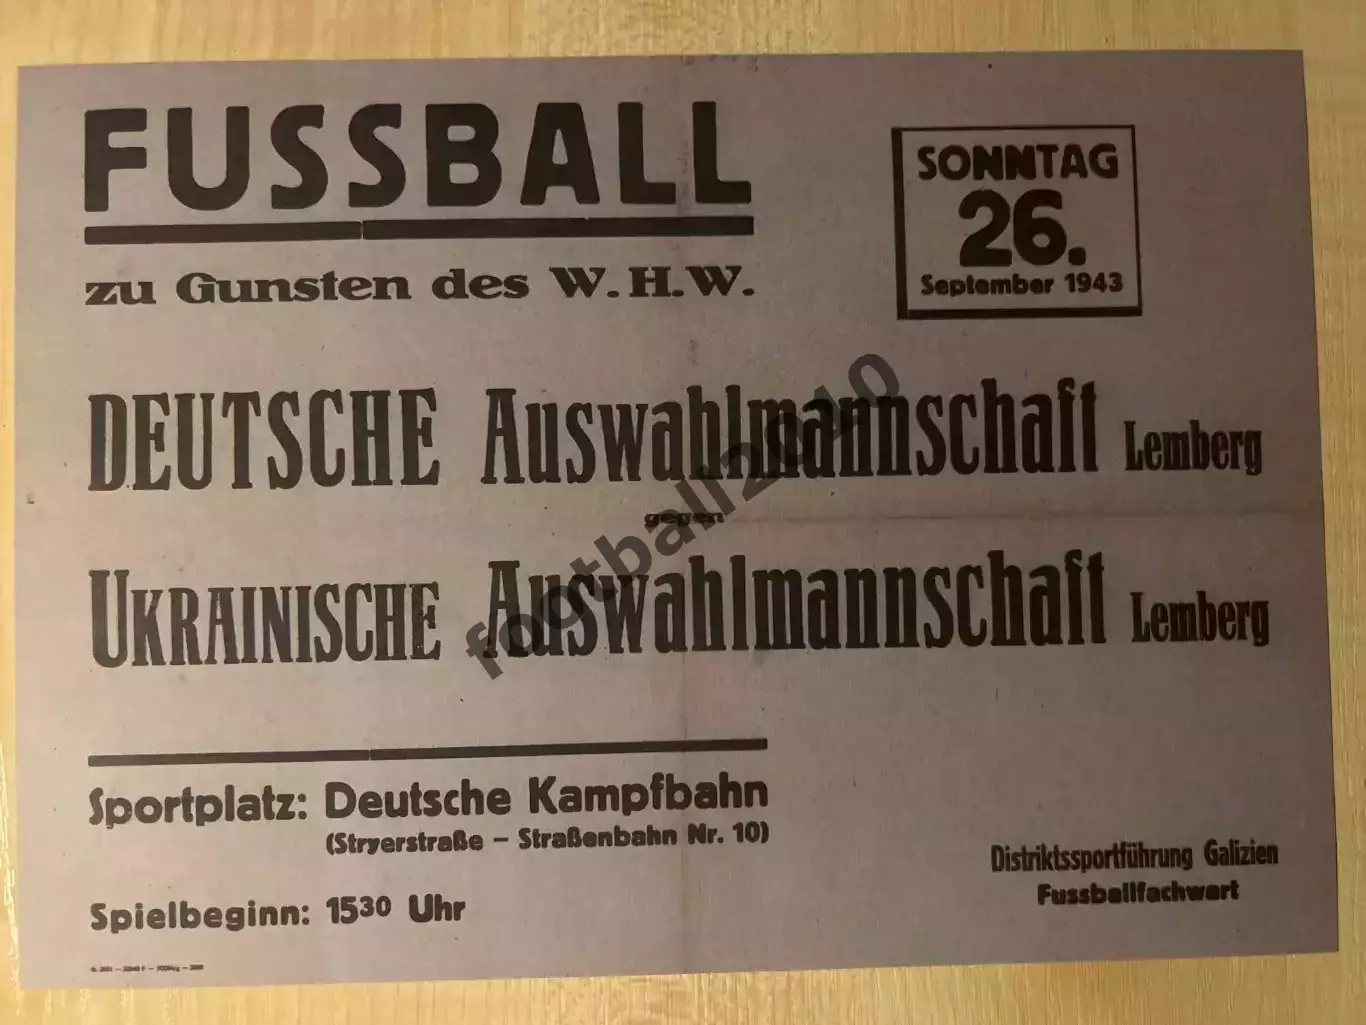 FUSSBALL
zu Gunsten des W.H.W.
SONNTAG
26.
September 1943
DEUTSCHE Auswahlmannschaft Lemberg
gegen
UKRAINISCHE Auswahlmannschaft Lemberg
football2010
Sportplatz: Deutsche Kampfbahn
(Stryerstraße – Straßenbahn Nr. 10)
Spielbeginn: 15³⁰ Uhr
Distriktssportführung Galizien
Fussballfachwart